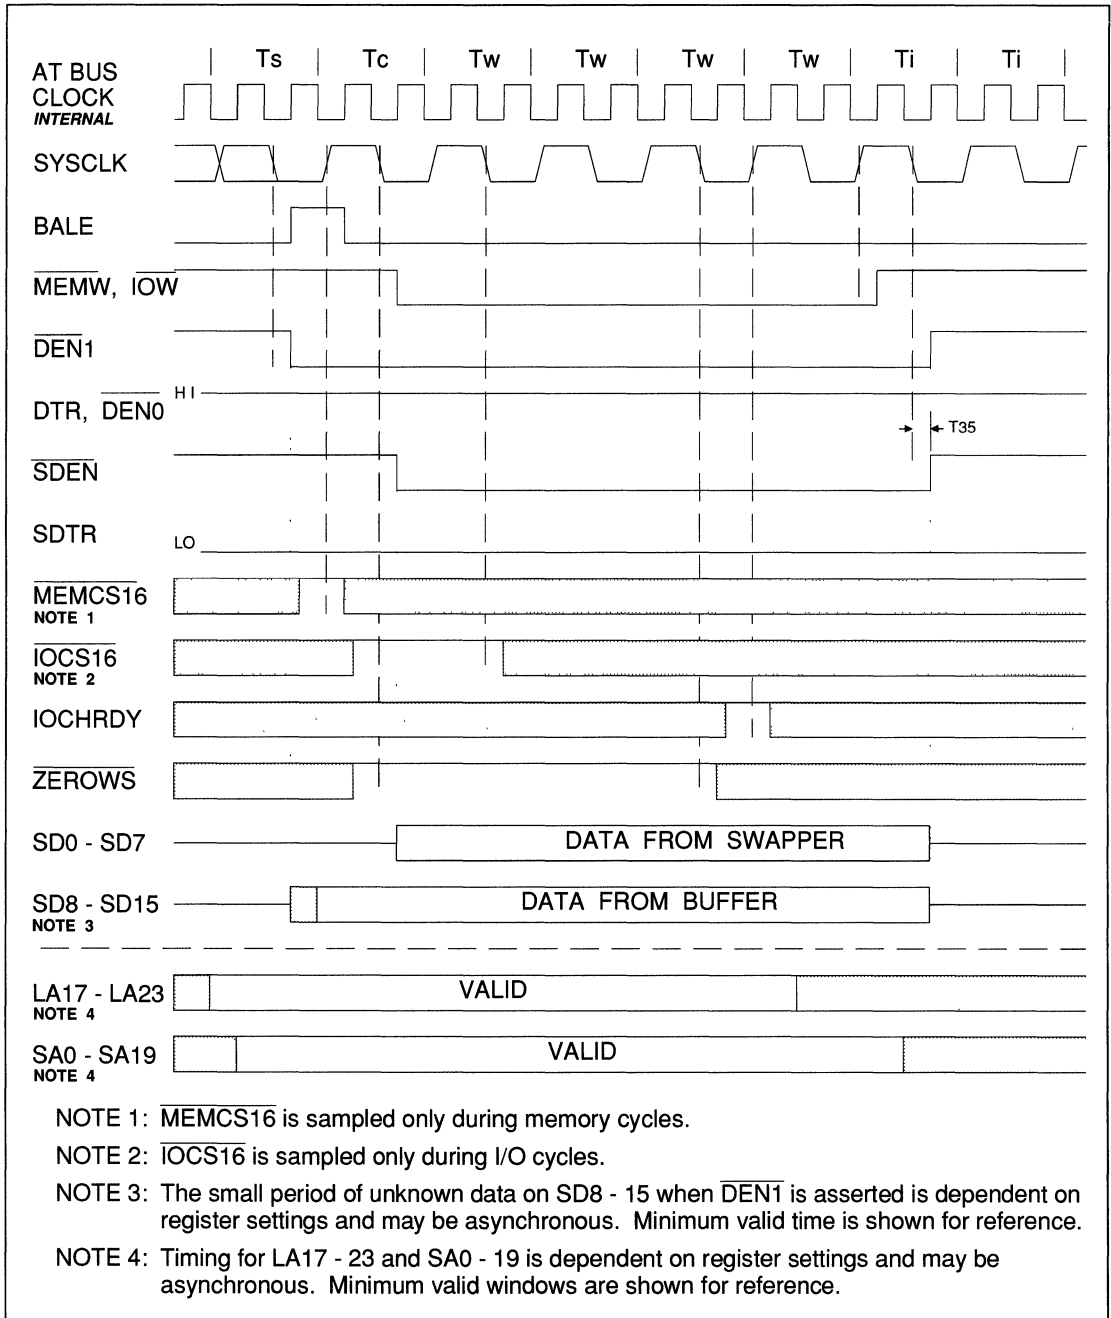 Ts Tc Tw Tw Tw Tw Ti Ti
AT BUS
CLOCK
INTERNAL
SYSCLK
BALE
MEMW, IOW
DEN1
HI
DTR, DEN0
T35
SDEN
SDTR
LO
MEMCS16
NOTE 1
IOCS16
NOTE 2
IOCHRDY
ZEROWS
SD0 - SD7 DATA FROM SWAPPER
SD8 - SD15 DATA FROM BUFFER
NOTE 3
LA17 - LA23 VALID
NOTE 4
SA0 - SA19 VALID
NOTE 4
NOTE 1: MEMCS16 is sampled only during memory cycles.
NOTE 2: IOCS16 is sampled only during I/O cycles.
NOTE 3: The small period of unknown data on SD8 - 15 when DEN1 is asserted is dependent on
register settings and may be asynchronous. Minimum valid time is shown for reference.
NOTE 4: Timing for LA17 - 23 and SA0 - 19 is dependent on register settings and may be
asynchronous. Minimum valid windows are shown for reference.